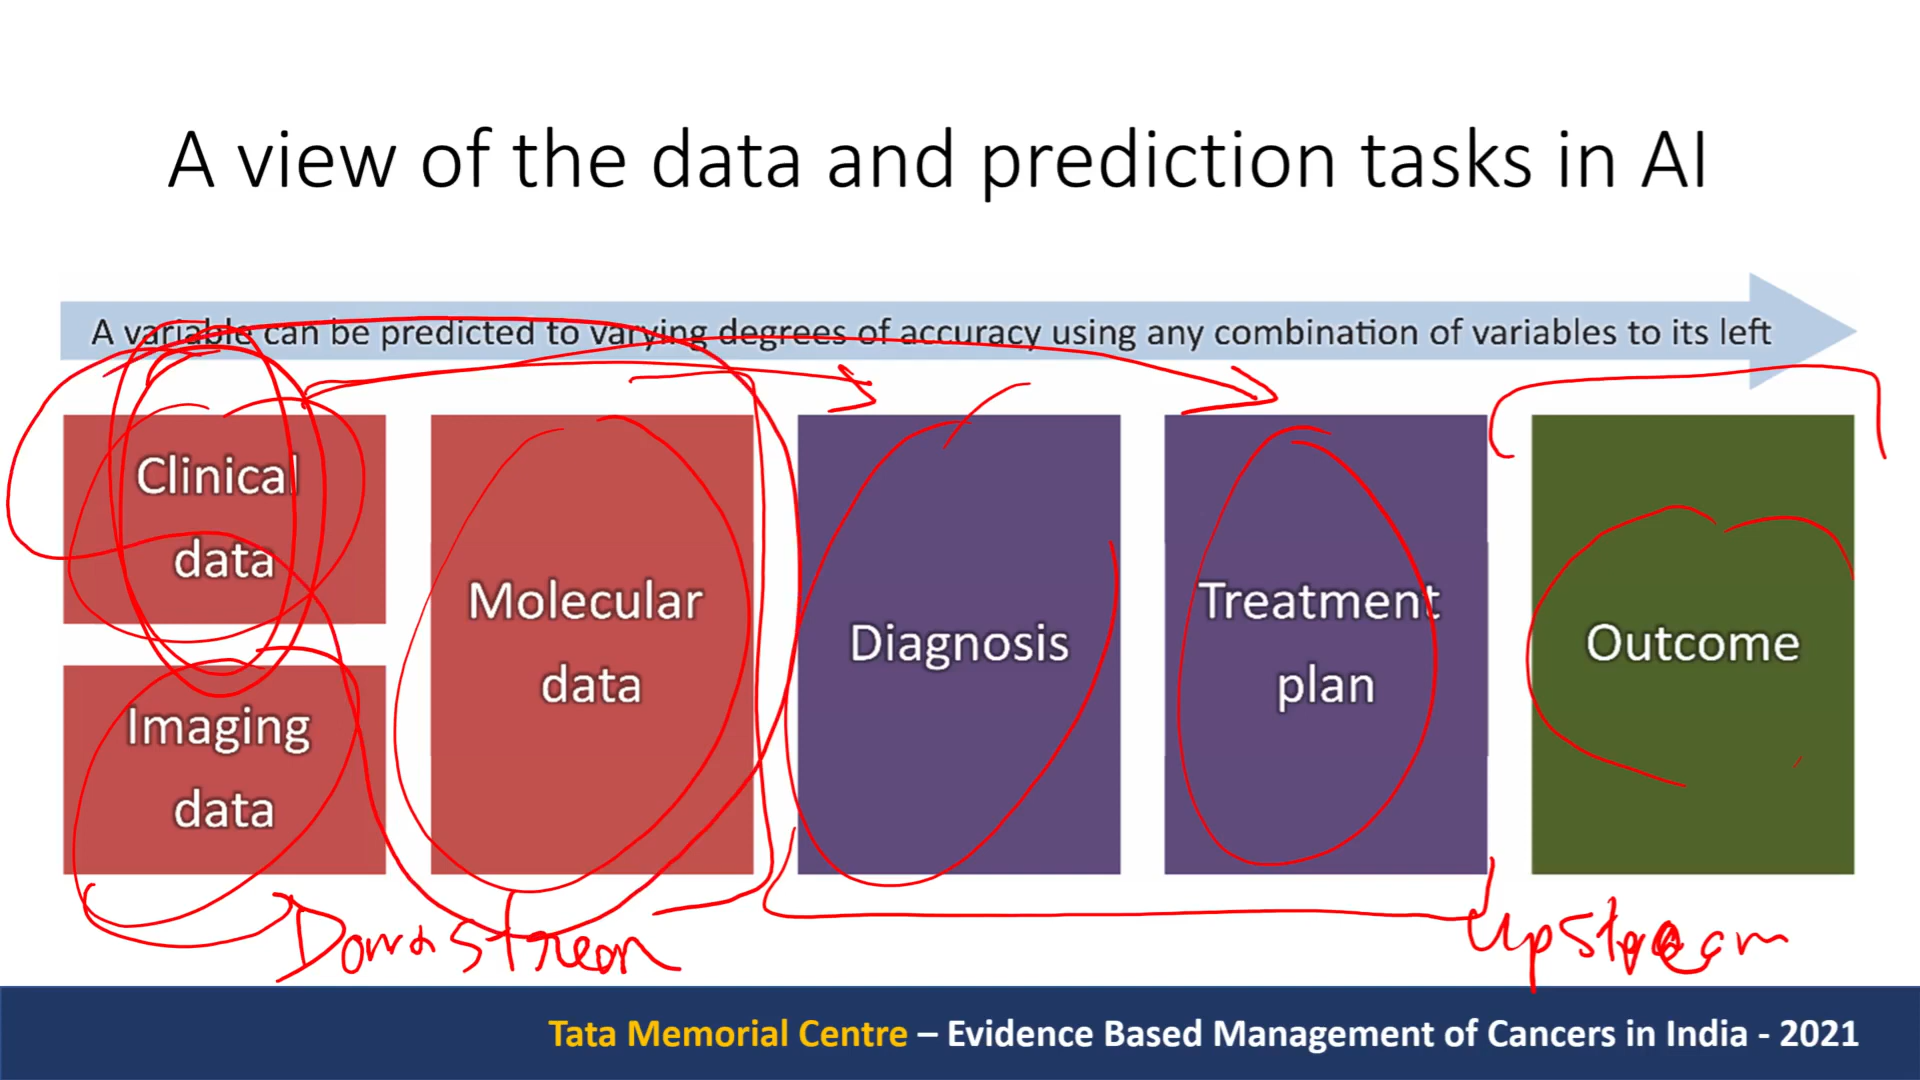 A view of the data and prediction tasks in AI
A variable can be predicted to varying degrees of accuracy using any combination of variables to its left
Clinical
data
Imaging
data
Molecular
data
Diagnosis
Treatment
plan
Outcome
Downstream
Upstream
Tata Memorial Centre – Evidence Based Management of Cancers in India - 2021